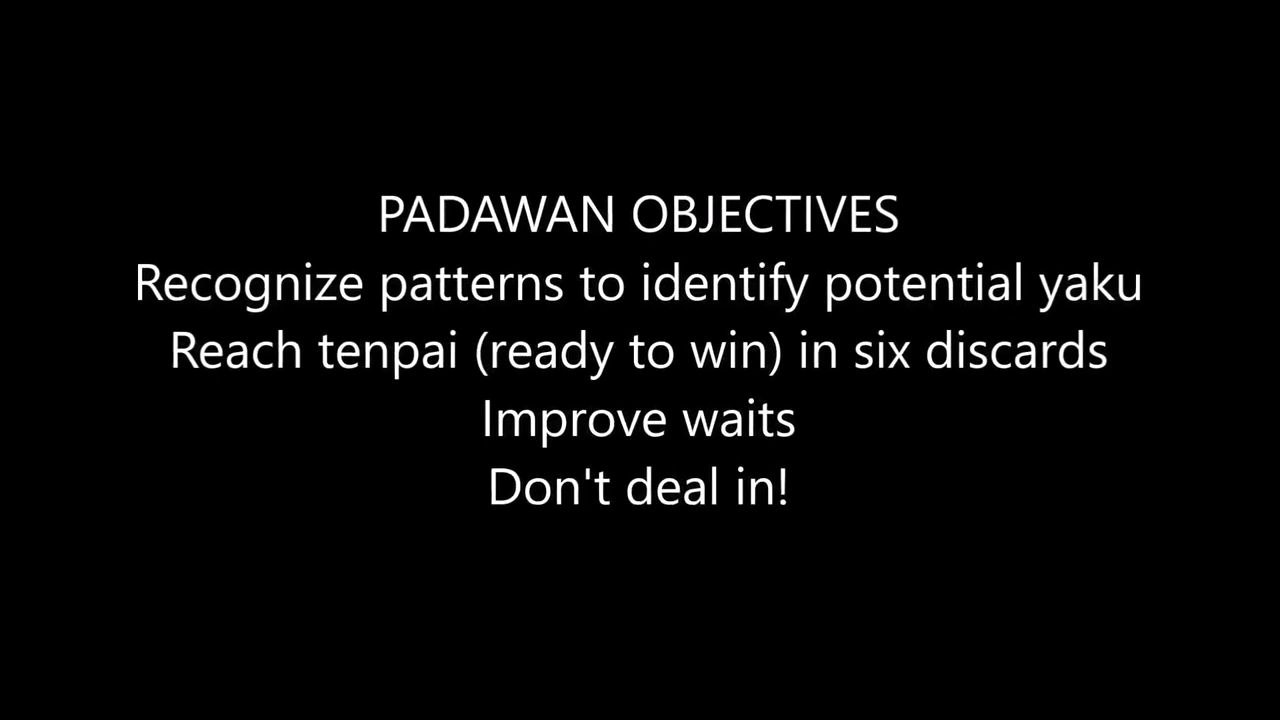 PADAWAN OBJECTIVES
Recognize patterns to identify potential yaku
Reach tenpai (ready to win) in six discards
Improve waits
Don't deal in!